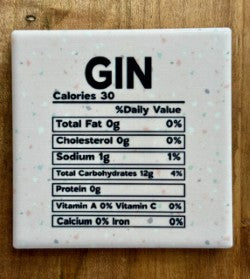 GIN
Calories 30
%Daily Value
Total Fat 0g 0%
Cholesterol 0g 0%
Sodium 1g 1%
Total Carbohydrates 12g 4%
Protein 0g
Vitamin A 0% Vitamin C 0%
Calcium 0% Iron 0%